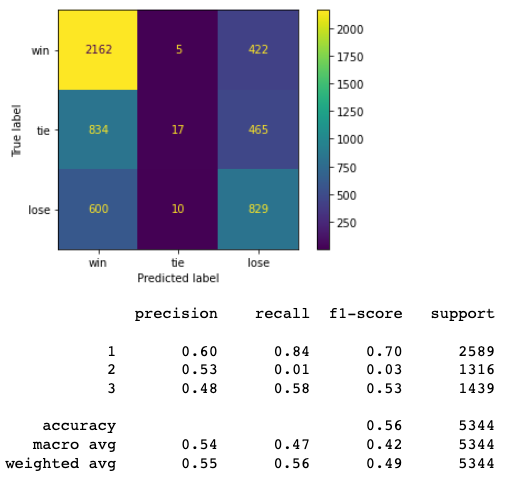 win 2162 5 422
tie 834 17 465
lose 600 10 829
win tie lose
True label
Predicted label
2000
1750
1500
1250
1000
750
500
250
precision recall f1-score support
1 0.60 0.84 0.70 2589
2 0.53 0.01 0.03 1316
3 0.48 0.58 0.53 1439
accuracy 0.56 5344
macro avg 0.54 0.47 0.42 5344
weighted avg 0.55 0.56 0.49 5344